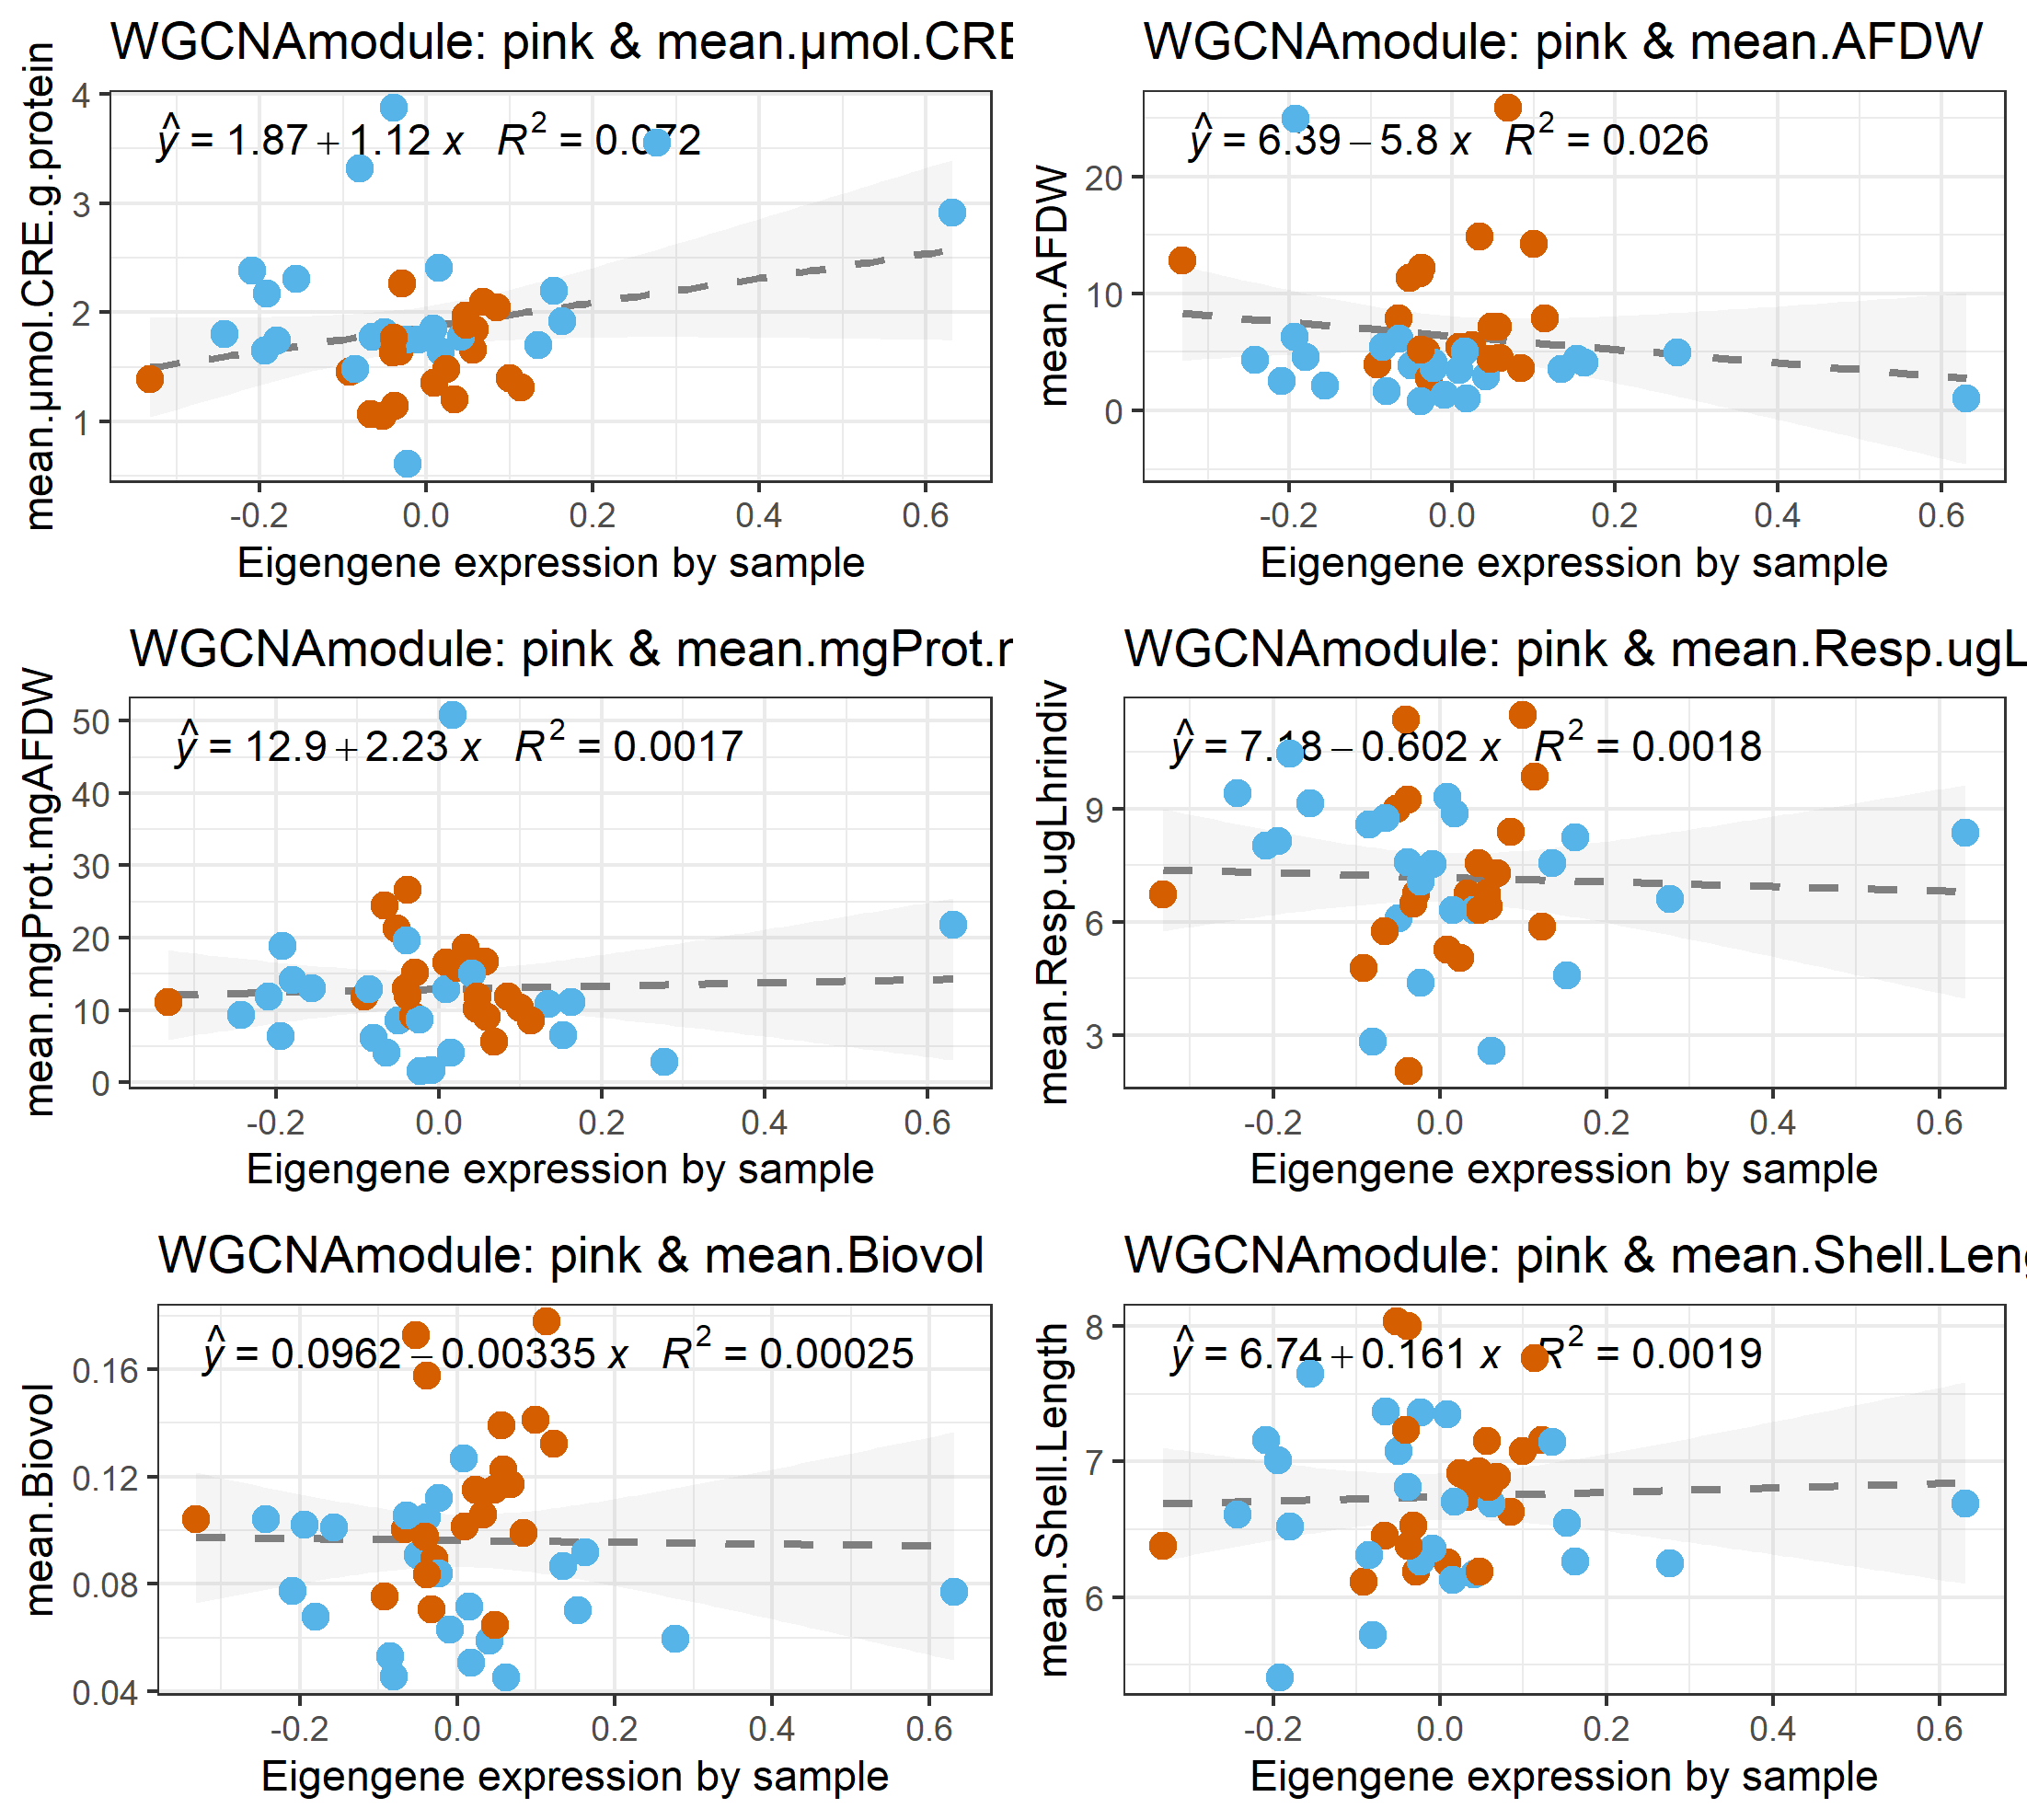 WGCNAmodule: pink & mean.µmol.CRE
mean.µmol.CRE.g.protein
ŷ = 1.87 + 1.12 x R² = 0.072
4
3
2
1
-0.2 0.0 0.2 0.4 0.6
Eigengene expression by sample
WGCNAmodule: pink & mean.AFDW
mean.AFDW
ŷ = 6.39 − 5.8 x R² = 0.026
20
10
0
-0.2 0.0 0.2 0.4 0.6
Eigengene expression by sample
WGCNAmodule: pink & mean.mgProt.r
mean.mgProt.mgAFDW
ŷ = 12.9 + 2.23 x R² = 0.0017
50
40
30
20
10
0
-0.2 0.0 0.2 0.4 0.6
Eigengene expression by sample
WGCNAmodule: pink & mean.Resp.ugL
mean.Resp.ugLhrindiv
ŷ = 7.18 − 0.602 x R² = 0.0018
9
6
3
-0.2 0.0 0.2 0.4 0.6
Eigengene expression by sample
WGCNAmodule: pink & mean.Biovol
mean.Biovol
ŷ = 0.0962 − 0.00335 x R² = 0.00025
0.16
0.12
0.08
0.04
-0.2 0.0 0.2 0.4 0.6
Eigengene expression by sample
WGCNAmodule: pink & mean.Shell.Leng
mean.Shell.Length
ŷ = 6.74 + 0.161 x R² = 0.0019
8
7
6
-0.2 0.0 0.2 0.4 0.6
Eigengene expression by sample